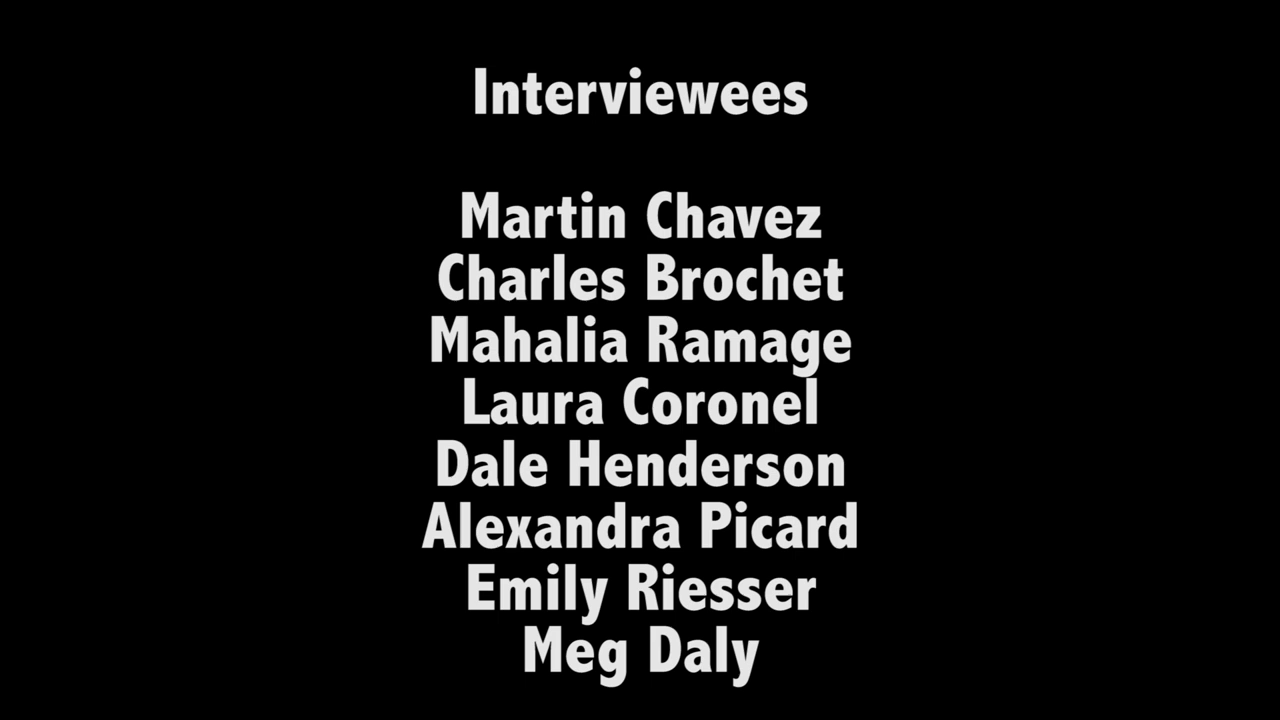 Interviewees
Martin Chavez
Charles Brochet
Mahalia Ramage
Laura Coronel
Dale Henderson
Alexandra Picard
Emily Riesser
Meg Daly